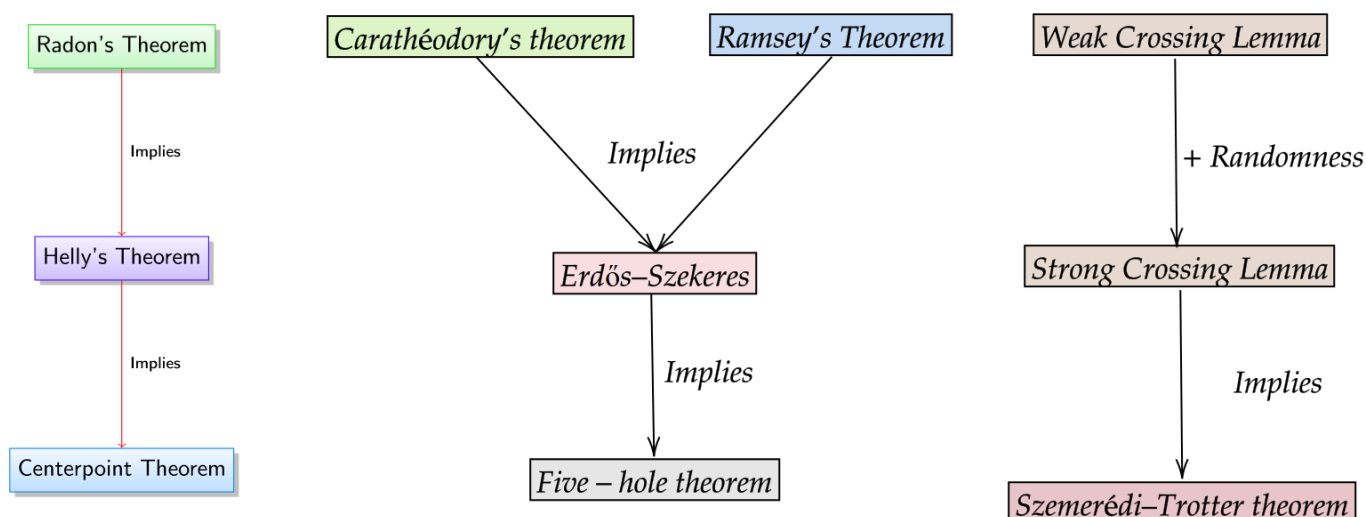 Radon's Theorem
Implies
Helly's Theorem
Implies
Centerpoint Theorem
Carathéodory's theorem
Ramsey's Theorem
Implies
Erdős–Szekeres
Implies
Five – hole theorem
Weak Crossing Lemma
+ Randomness
Strong Crossing Lemma
Implies
Szemerédi–Trotter theorem